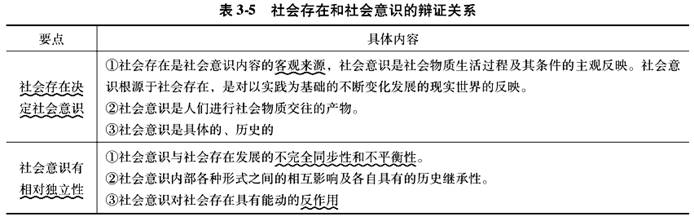 表 3-5 社会存在和社会意识的辩证关系
要点
具体内容
社会存在决
定社会意识
①社会存在是社会意识内容的客观来源，社会意识是社会物质生活过程及其条件的主观反映。社会意
识根源于社会存在，是对以实践为基础的不断变化发展的现实世界的反映。
②社会意识是人们进行社会物质交往的产物。
③社会意识是具体的、历史的
社会意识有
相对独立性
①社会意识与社会存在发展的不完全同步性和不平衡性。
②社会意识内部各种形式之间的相互影响及各自具有的历史继承性。
③社会意识对社会存在具有能动的反作用